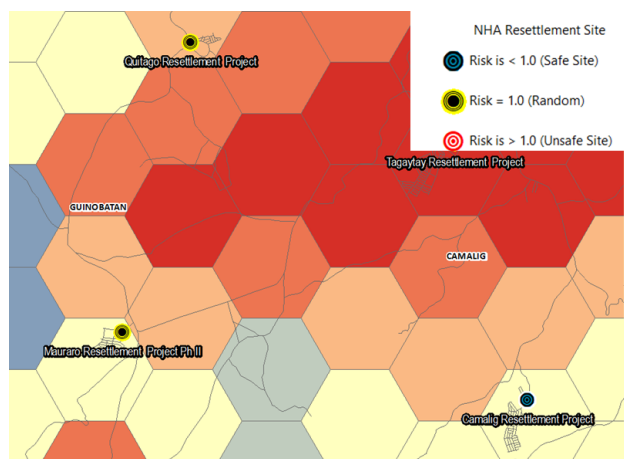 NHA Resettlement Site
Risk is < 1.0 (Safe Site)
Quitago Resettlement Project
Risk = 1.0 (Random)
Risk is > 1.0 (Unsafe Site)
Tagaytay Resettlement Project
GUINOBATAN
CAMALIG
Mauraro Resettlement Project Ph II
Camalig Resettlement Project